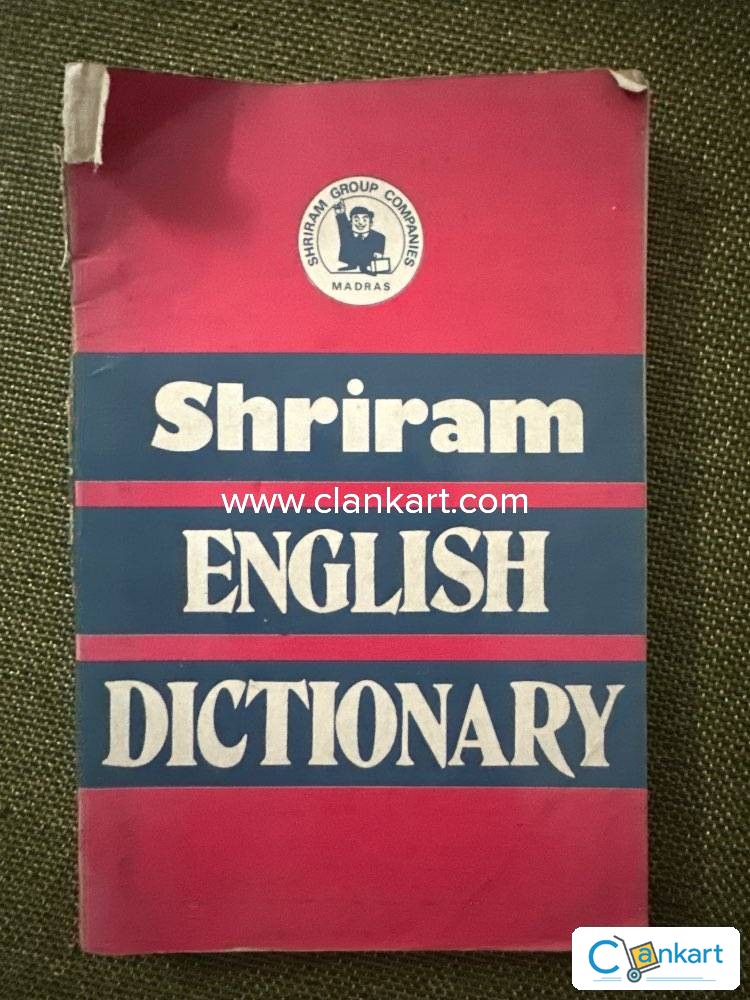 SHRIRAM GROUP COMPANIES
MADRAS
Shriram
www.clankart.com
ENGLISH
DICTIONARY
Clankart